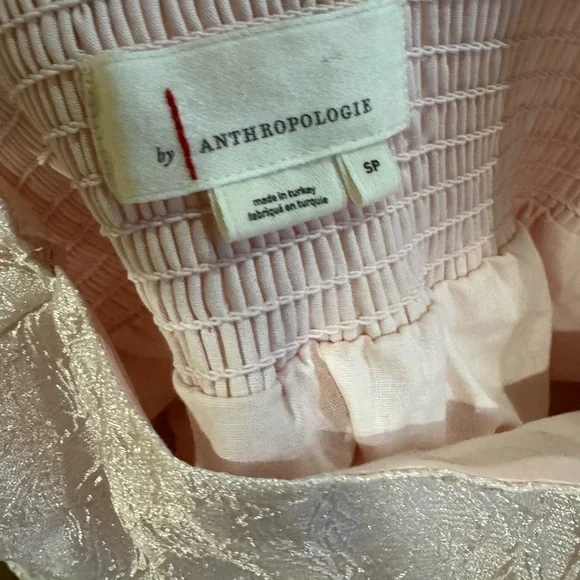 by ANTHROPOLOGIE
SP
made in turkey
fabriqué en turquie